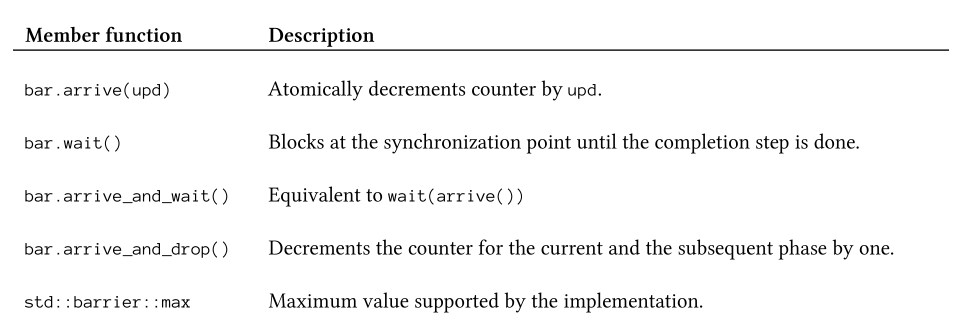 Member function Description
bar.arrive(upd) Atomically decrements counter by upd.
bar.wait() Blocks at the synchronization point until the completion step is done.
bar.arrive_and_wait() Equivalent to wait(arrive())
bar.arrive_and_drop() Decrements the counter for the current and the subsequent phase by one.
std::barrier::max Maximum value supported by the implementation.